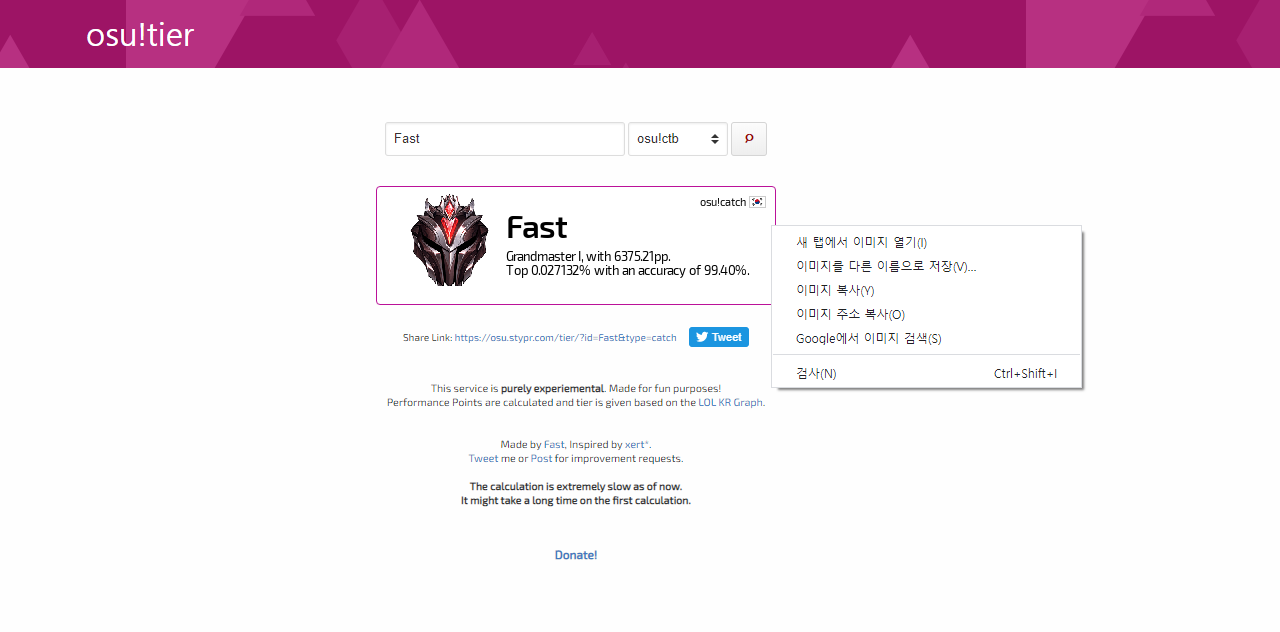 osu!tier
Fast
osu!ctb
osu!catch
Fast
Grandmaster I, with 6375.21pp.
Top 0.027132% with an accuracy of 99.40%.
새 탭에서 이미지 열기(I)
이미지를 다른 이름으로 저장(V)...
이미지 복사(Y)
이미지 주소 복사(O)
Google에서 이미지 검색(S)
검사(N) Ctrl+Shift+I
Share Link: https://osu.stypr.com/tier/?id=Fast&type=catch
Tweet
This service is purely experiemental. Made for fun purposes!
Performance Points are calculated and tier is given based on the LOL KR Graph.
Made by Fast, Inspired by xert*.
Tweet me or Post for improvement requests.
The calculation is extremely slow as of now.
It might take a long time on the first calculation.
Donate!